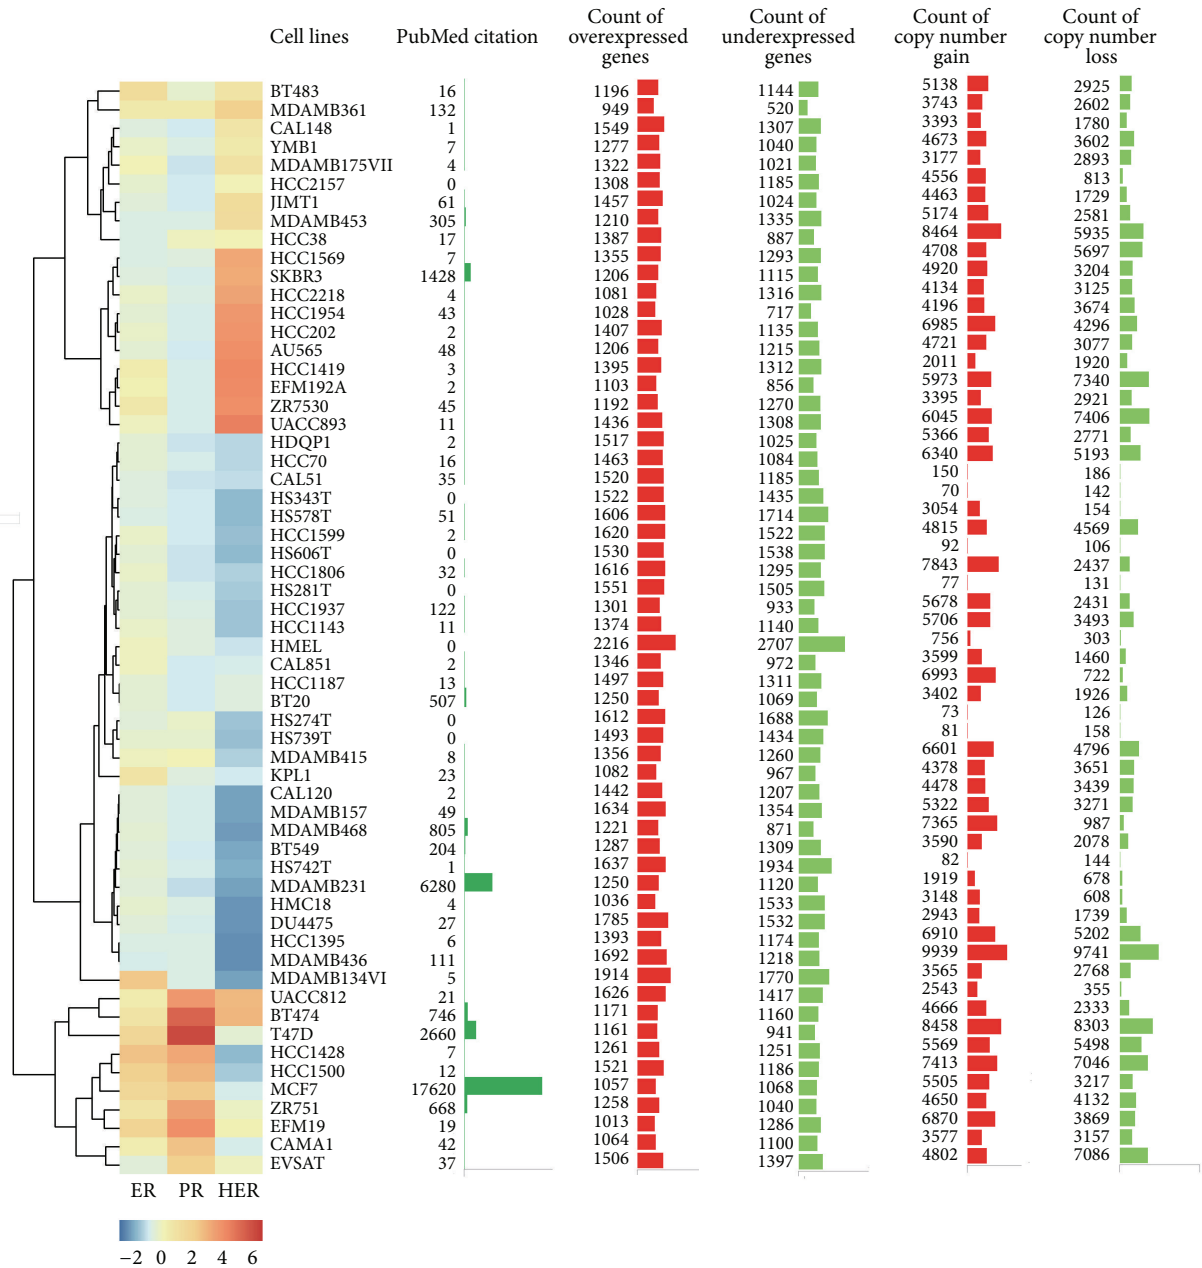 Cell lines PubMed citation
Count of
overexpressed
genes
Count of
underexpressed
genes
Count of
copy number
gain
Count of
copy number
loss
BT483 16 1196 1144 5138 2925
MDAMB361 132 949 520 3743 2602
CAL148 1 1549 1307 3393 1780
YMB1 7 1277 1040 4673 3602
MDAMB175VII 4 1322 1021 3177 2893
HCC2157 0 1308 1185 4556 813
JIMT1 61 1457 1024 4463 1729
MDAMB453 305 1210 1335 5174 2581
HCC38 17 1387 887 8464 5935
HCC1569 7 1355 1293 4708 5697
SKBR3 1428 1206 1115 4920 3204
HCC2218 4 1081 1316 4134 3125
HCC1954 43 1028 717 4196 3674
HCC202 2 1407 1135 6985 4296
AU565 48 1206 1215 4721 3077
HCC1419 3 1395 1312 2011 1920
EFM192A 2 1103 856 5973 7340
ZR7530 45 1192 1270 3395 2921
UACC893 11 1436 1308 6045 7406
HDQP1 2 1517 1025 5366 2771
HCC70 16 1463 1084 6340 5193
CAL51 35 1520 1185 150 186
HS343T 0 1522 1435 70 142
HS578T 51 1606 1714 3054 154
HCC1599 2 1620 1522 4815 4569
HS606T 0 1530 1538 92 106
HCC1806 32 1616 1295 7843 2437
HS281T 0 1551 1505 77 131
HCC1937 122 1301 933 5678 2431
HCC1143 11 1374 1140 5706 3493
HMEL 0 2216 2707 756 303
CAL851 2 1346 972 3599 1460
HCC1187 13 1497 1311 6993 722
BT20 507 1250 1069 3402 1926
HS274T 0 1612 1688 73 126
HS739T 0 1493 1434 81 158
MDAMB415 8 1356 1260 6601 4796
KPL1 23 1082 967 4378 3651
CAL120 2 1442 1207 4478 3439
MDAMB157 49 1634 1354 5322 3271
MDAMB468 805 1221 871 7365 987
BT549 204 1287 1309 3590 2078
HS742T 1 1637 1934 82 144
MDAMB231 6280 1250 1120 1919 678
HMC18 4 1036 1533 3148 608
DU4475 27 1785 1532 2943 1739
HCC1395 6 1393 1174 6910 5202
MDAMB436 111 1692 1218 9939 9741
MDAMB134VI 5 1914 1770 3565 2768
UACC812 21 1626 1417 2543 355
BT474 746 1171 1160 4666 2333
T47D 2660 1161 941 8458 8303
HCC1428 7 1261 1251 5569 5498
HCC1500 12 1521 1186 7413 7046
MCF7 17620 1057 1068 5505 3217
ZR751 668 1258 1040 4650 4132
EFM19 19 1013 1286 6870 3869
CAMA1 42 1064 1100 3577 3157
EVSAT 37 1506 1397 4802 7086
ER PR HER
−2 0 2 4 6